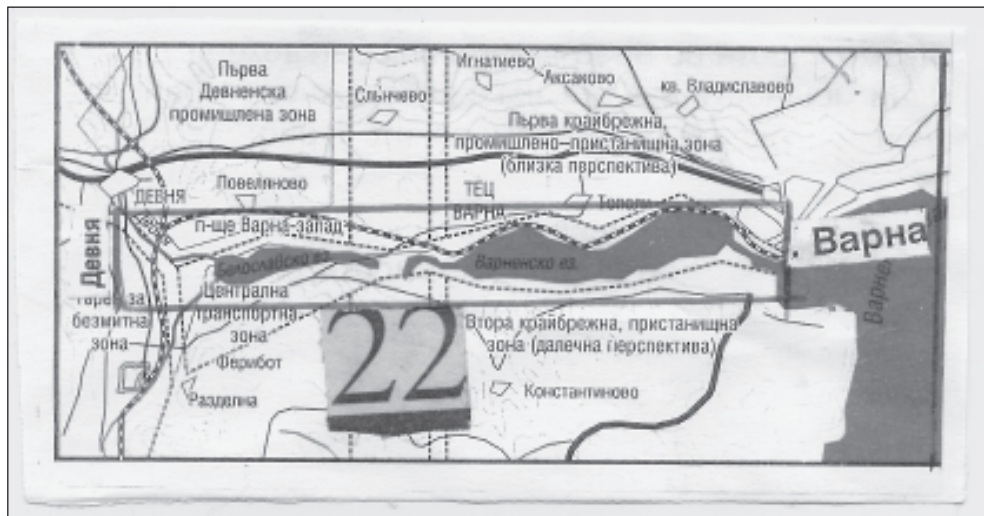 Първа
Девненска
промишлена зона
Слънчево
Игнатиево
Аксаково
кв. Владиславово
Първа крайбрежна,
промишлено-пристанищна зона
(близка перспектива)
ДЕВНЯ
Повеляново
ТЕЦ
ВАРНА
Тополи
Девня
п-ще Варна-запад
Варна
Белославско ез.
Варненско ез.
Централна
транспортна
зона
за
безмитна
зона
22
Втора крайбрежна, пристанищна
зона (далечна перспектива)
Ферибот
Разделна
Константиново